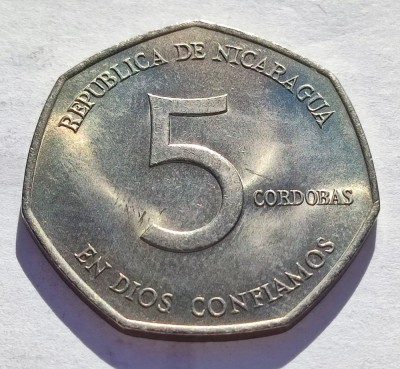 REPUBLICA DE NICARAGUA
5
CORDOBAS
EN DIOS CONFIAMOS